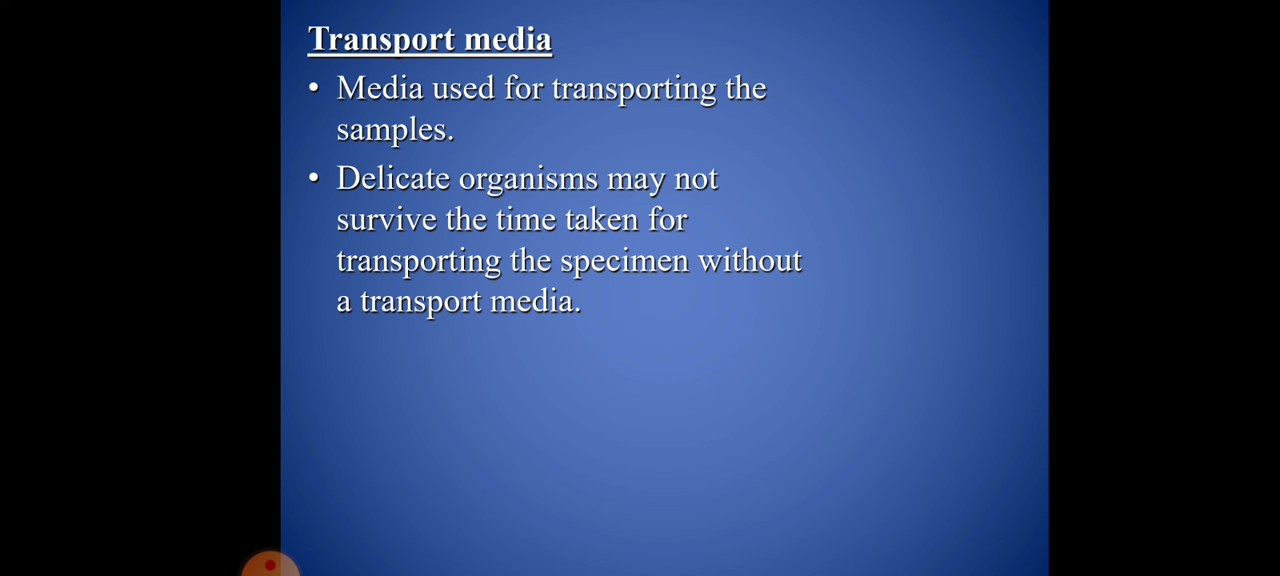 Transport media
• Media used for transporting the
samples.
• Delicate organisms may not
survive the time taken for
transporting the specimen without
a transport media.